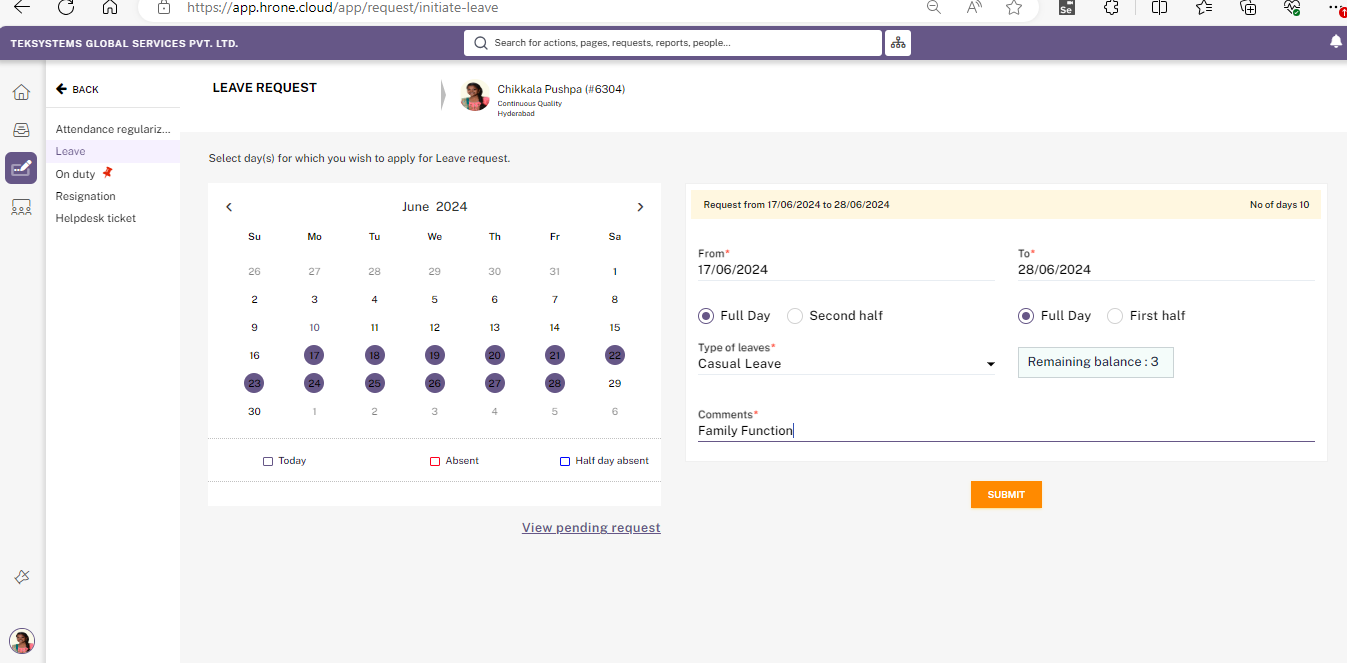 https://app.hrone.cloud/app/request/initiate-leave
Se
TEKSYSTEMS GLOBAL SERVICES PVT. LTD.
Search for actions, pages, requests, reports, people...
BACK
LEAVE REQUEST
Chikkala Pushpa (#6304)
Continuous Quality
Hyderabad
Attendance regulariz...
Leave
On duty
Resignation
Helpdesk ticket
Select day(s) for which you wish to apply for Leave request.
June 2024
Su Mo Tu We Th Fr Sa
26 27 28 29 30 31 1
2 3 4 5 6 7 8
9 10 11 12 13 14 15
16 17 18 19 20 21 22
23 24 25 26 27 28 29
30 1 2 3 4 5 6
Today Absent Half day absent
View pending request
Request from 17/06/2024 to 28/06/2024 No of days 10
From* To*
17/06/2024 28/06/2024
Full Day Second half Full Day First half
Type of leaves*
Casual Leave Remaining balance : 3
Comments*
Family Function
SUBMIT